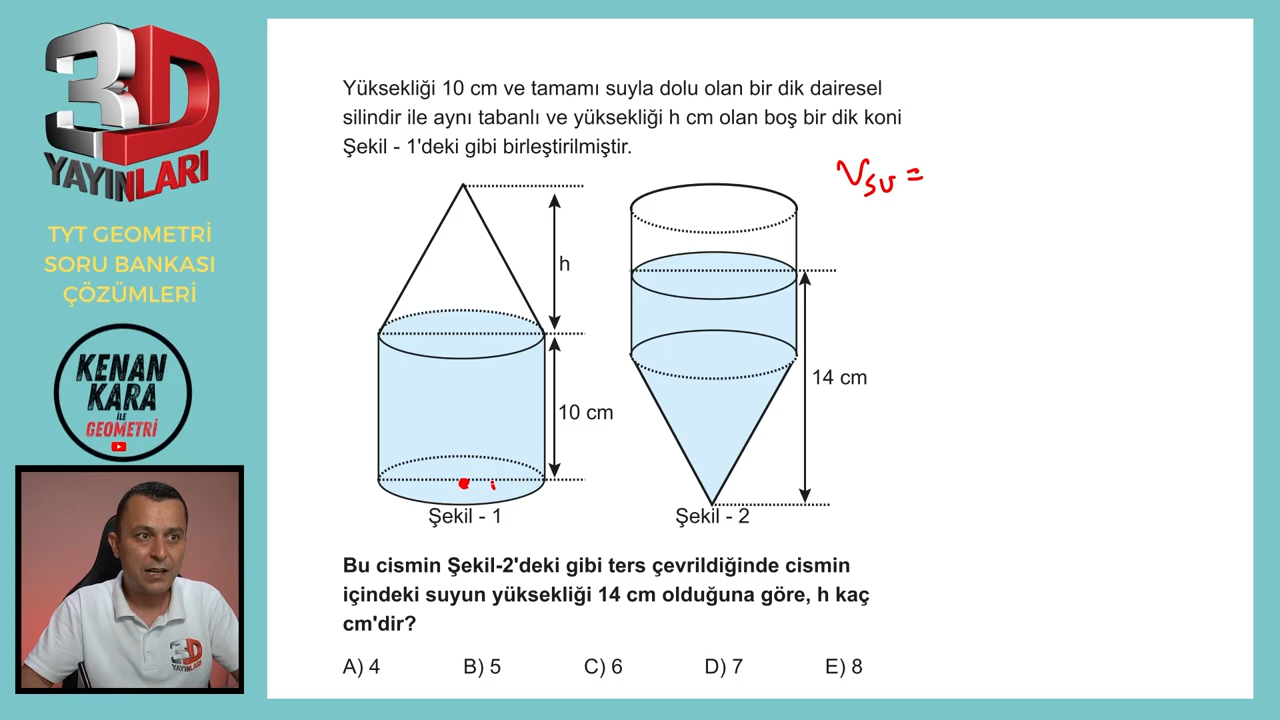 3D
YAYINLARI
TYT GEOMETRİ
SORU BANKASI
ÇÖZÜMLERİ
KENAN
KARA
İLE
GEOMETRİ
3D
YAYINLARI
Yüksekliği 10 cm ve tamamı suyla dolu olan bir dik dairesel
silindir ile aynı tabanlı ve yüksekliği h cm olan boş bir dik koni
Şekil - 1'deki gibi birleştirilmiştir.
V su =
h
10 cm
14 cm
Şekil - 1
Şekil - 2
Bu cismin Şekil-2'deki gibi ters çevrildiğinde cismin
içindeki suyun yüksekliği 14 cm olduğuna göre, h kaç
cm'dir?
A) 4 B) 5 C) 6 D) 7 E) 8